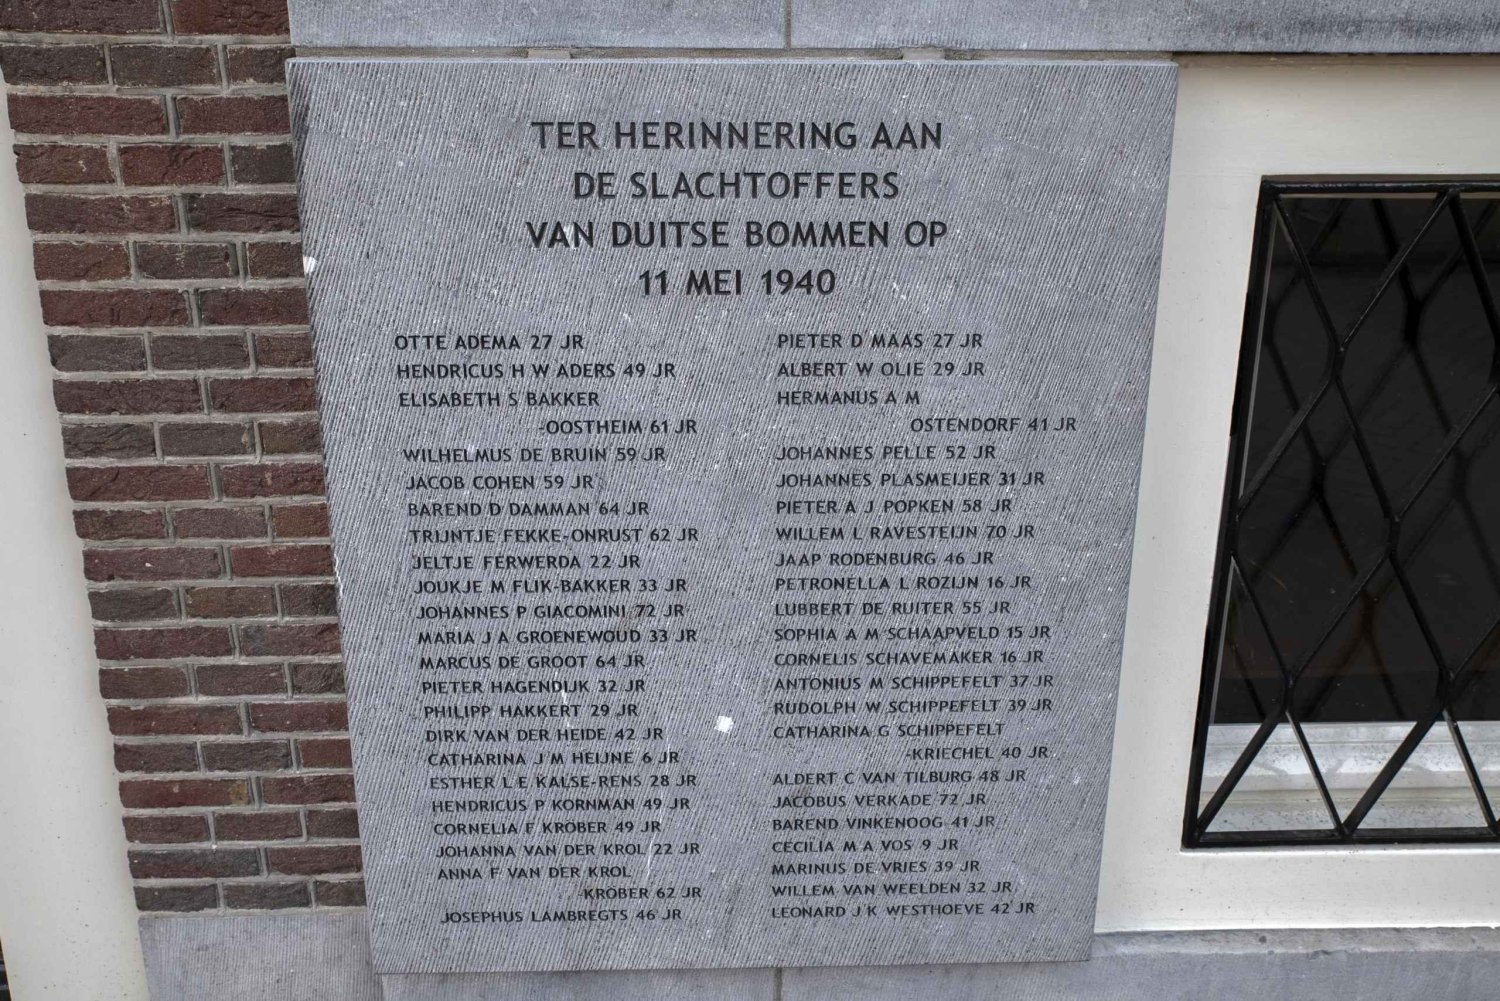 TER HERINNERING AAN
DE SLACHTOFFERS
VAN DUITSE BOMMEN OP
11 MEI 1940
OTTE ADEMA 27 JR
HENDRICUS H W ADERS 49 JR
ELISABETH S BAKKER
-OOSTHEIM 61 JR
WILHELMUS DE BRUIN 59 JR
JACOB COHEN 59 JR
BAREND D DAMMAN 64 JR
TRIJNTJE FEKKE-ONRUST 62 JR
JELTJE FERWERDA 22 JR
JOUKJE M FLIK-BAKKER 33 JR
JOHANNES P GIACOMINI 72 JR
MARIA J A GROENEWOUD 33 JR
MARCUS DE GROOT 64 JR
PIETER HAGENDIJK 32 JR
PHILIPP HAKKERT 29 JR
DIRK VAN DER HEIDE 42 JR
CATHARINA J M HEIJNE 6 JR
ESTHER L E KALSE-RENS 28 JR
HENDRICUS P KORNMAN 49 JR
CORNELIA F KRÖBER 49 JR
JOHANNA VAN DER KROL 22 JR
ANNA F VAN DER KROL
-KRÖBER 62 JR
JOSEPHUS LAMBREGTS 46 JR
PIETER D MAAS 27 JR
ALBERT W OLIE 29 JR
HERMANUS A M
OSTENDORF 41 JR
JOHANNES PELLE 52 JR
JOHANNES PLASMEIJER 31 JR
PIETER A J POPKEN 58 JR
WILLEM L RAVESTEIJN 70 JR
JAAP RODENBURG 46 JR
PETRONELLA L ROZIJN 16 JR
LUBBERT DE RUITER 55 JR
SOPHIA A M SCHAAPVELD 15 JR
CORNELIS SCHAVEMAKER 16 JR
ANTONIUS M SCHIPPEFELT 37 JR
RUDOLPH W SCHIPPEFELT 39 JR
CATHARINA G SCHIPPEFELT
-KRIECHEL 40 JR
ALDERT C VAN TILBURG 48 JR
JACOBUS VERKADE 72 JR
BAREND VINKENOOG 41 JR
CECILIA M A VOS 9 JR
MARINUS DE VRIES 39 JR
WILLEM VAN WEELDEN 32 JR
LEONARD J K WESTHOEVE 42 JR